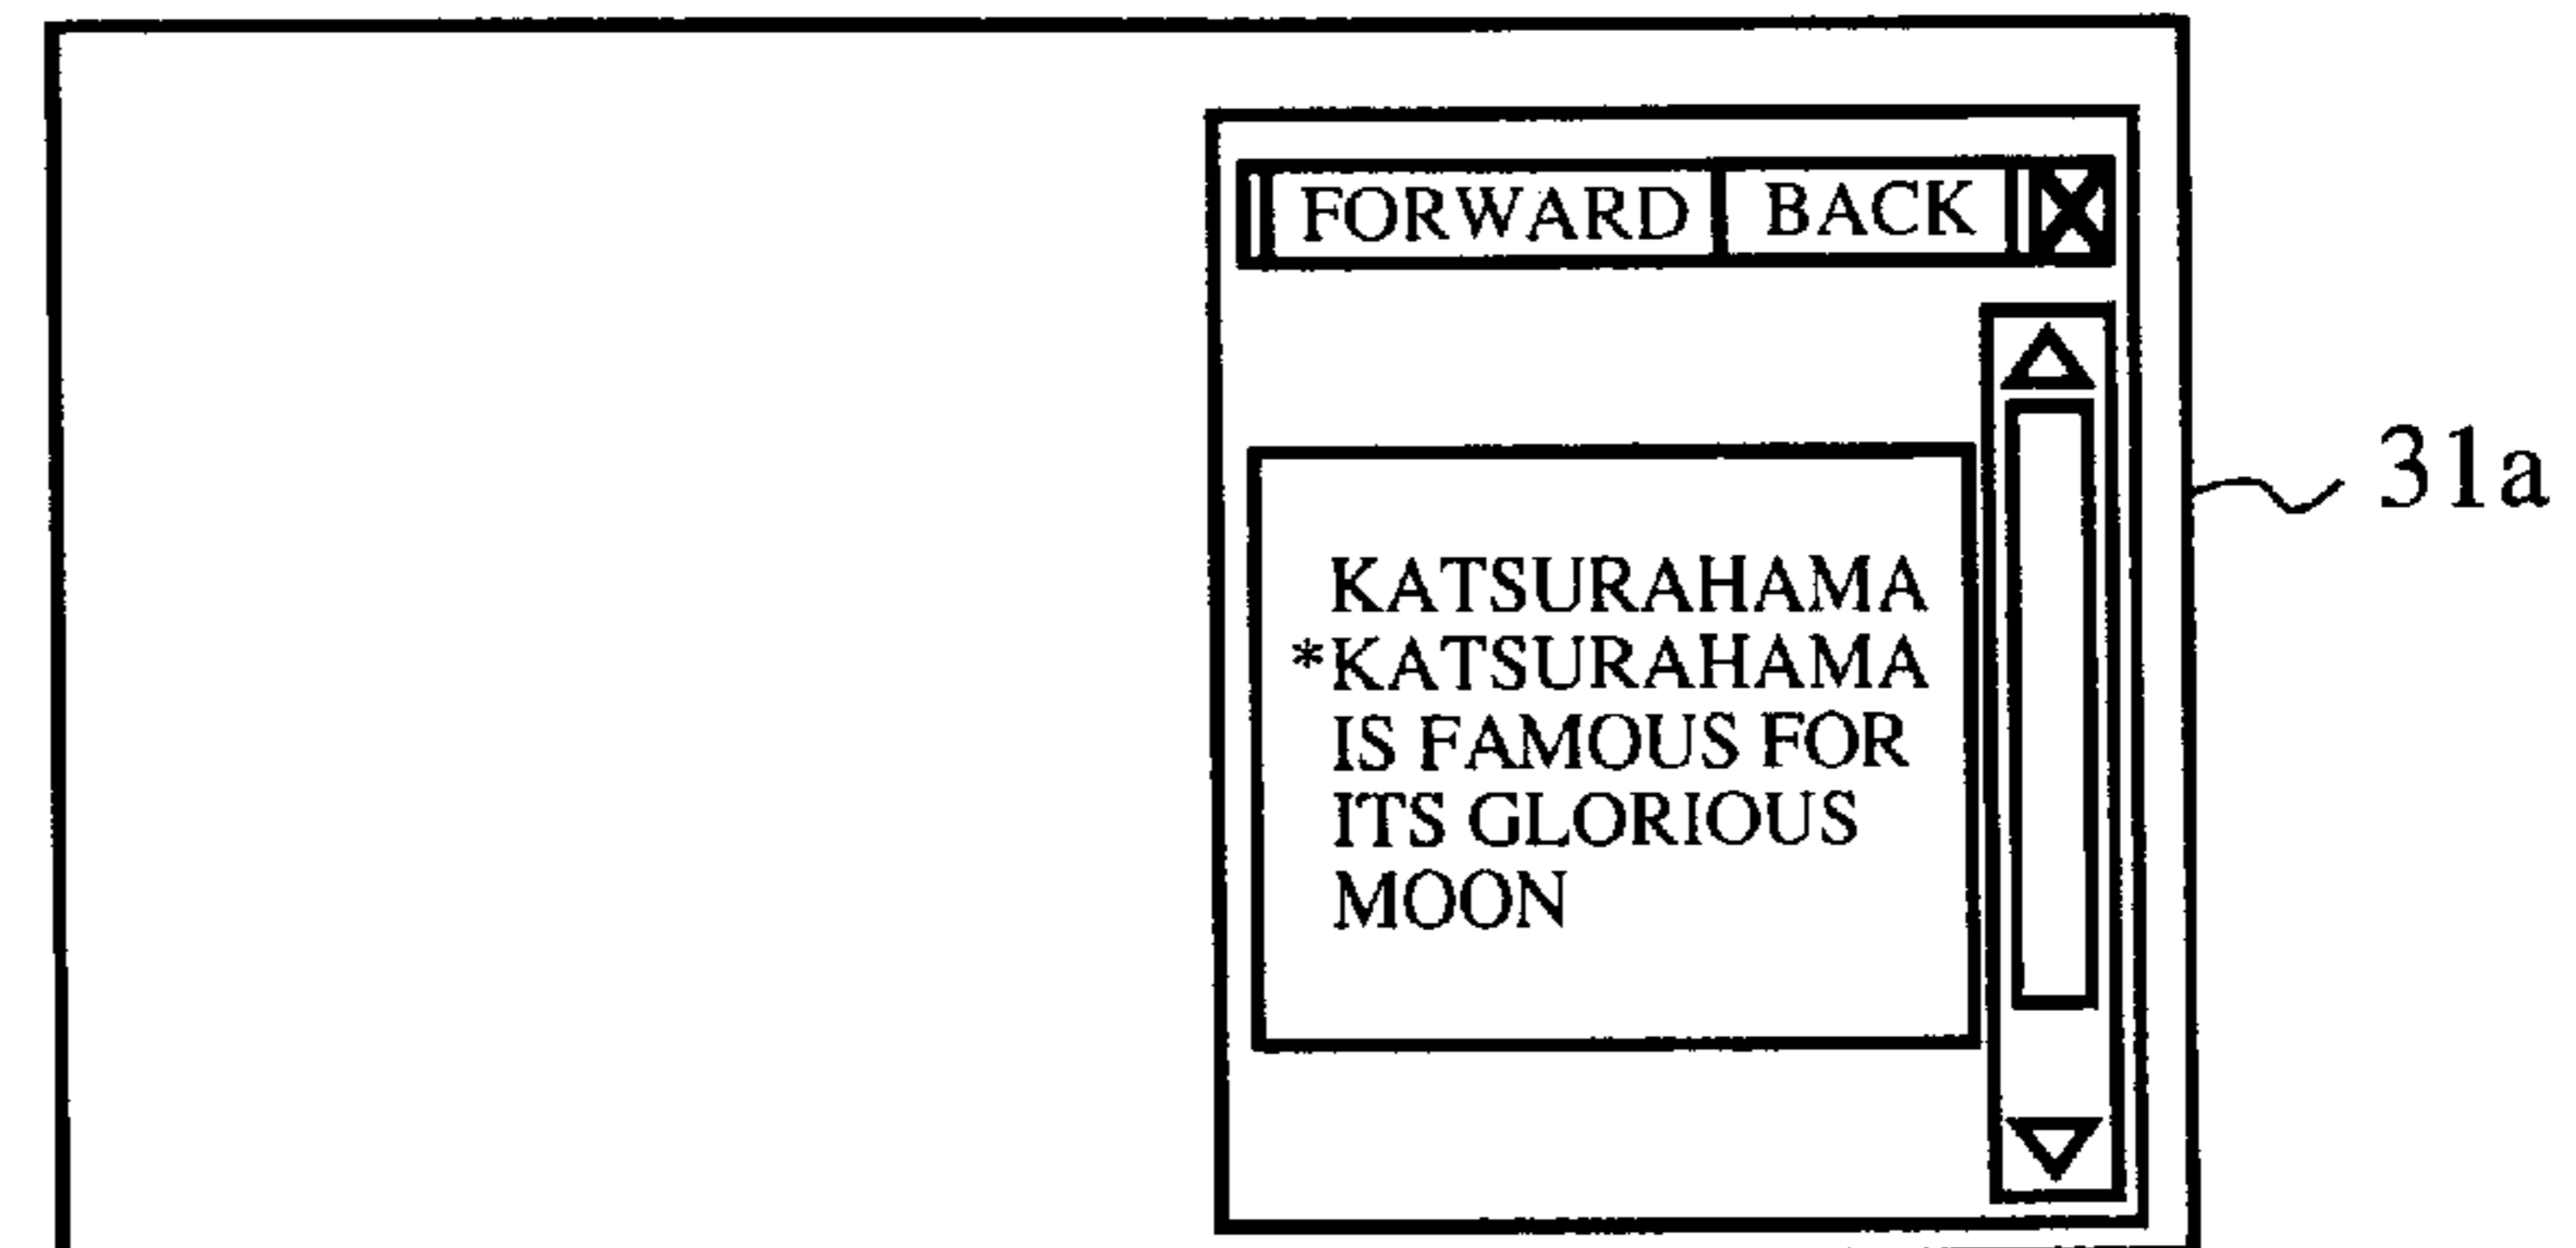 FORWARD BACK
31a
KATSURAHAMA
*KATSURAHAMA
IS FAMOUS FOR
ITS GLORIOUS
MOON